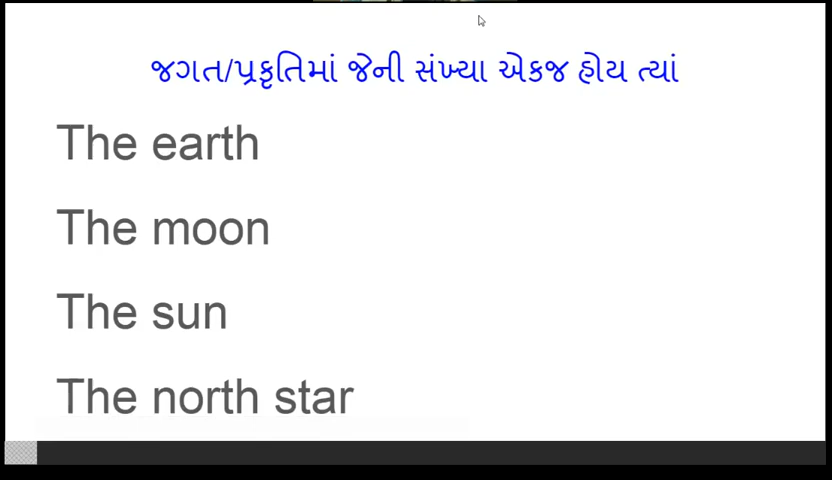 જગત/પ્રકૃતિમાં જેની સંખ્યા એકજ હોય ત્યાં
The earth
The moon
The sun
The north star